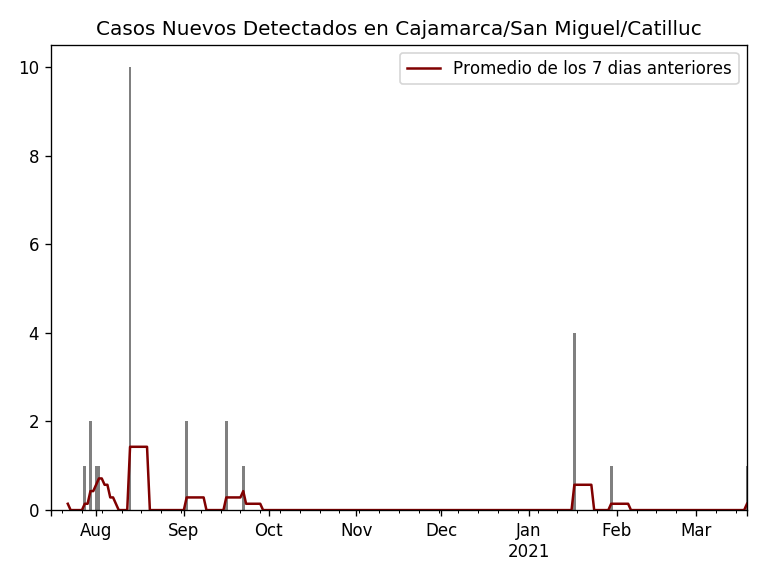 Casos Nuevos Detectados en Cajamarca/San Miguel/Catilluc
Promedio de los 7 dias anteriores
10
8
6
4
2
0
Aug Sep Oct Nov Dec Jan Feb Mar
2021